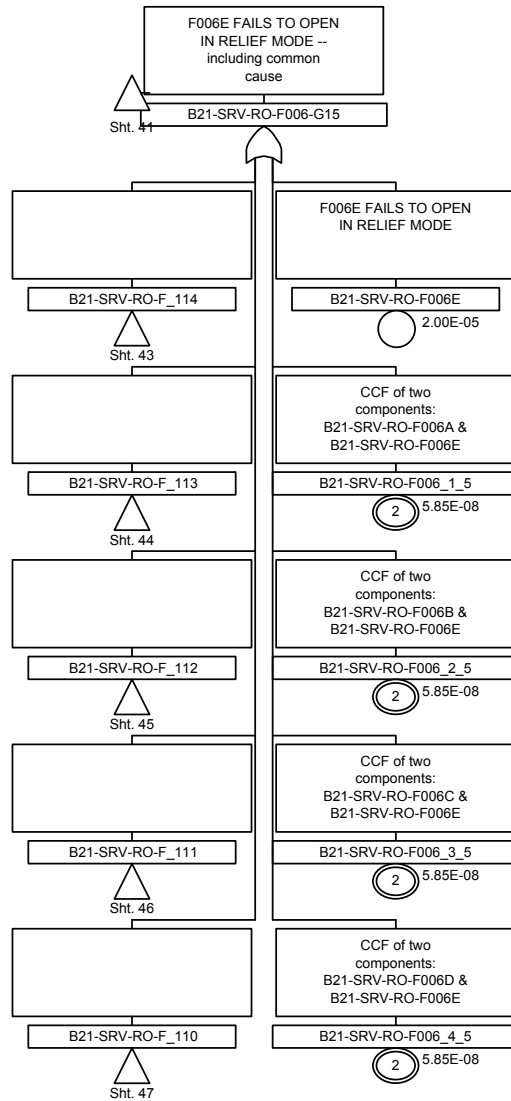 F006E FAILS TO OPEN
IN RELIEF MODE --
including common
cause
Sht. 41
B21-SRV-RO-F006-G15
B21-SRV-RO-F_114
Sht. 43
F006E FAILS TO OPEN
IN RELIEF MODE
B21-SRV-RO-F006E
2.00E-05
B21-SRV-RO-F_113
Sht. 44
CCF of two
components:
B21-SRV-RO-F006A &
B21-SRV-RO-F006E
B21-SRV-RO-F006_1_5
2
5.85E-08
B21-SRV-RO-F_112
Sht. 45
CCF of two
components:
B21-SRV-RO-F006B &
B21-SRV-RO-F006E
B21-SRV-RO-F006_2_5
2
5.85E-08
B21-SRV-RO-F_111
Sht. 46
CCF of two
components:
B21-SRV-RO-F006C &
B21-SRV-RO-F006E
B21-SRV-RO-F006_3_5
2
5.85E-08
B21-SRV-RO-F_110
Sht. 47
CCF of two
components:
B21-SRV-RO-F006D &
B21-SRV-RO-F006E
B21-SRV-RO-F006_4_5
2
5.85E-08